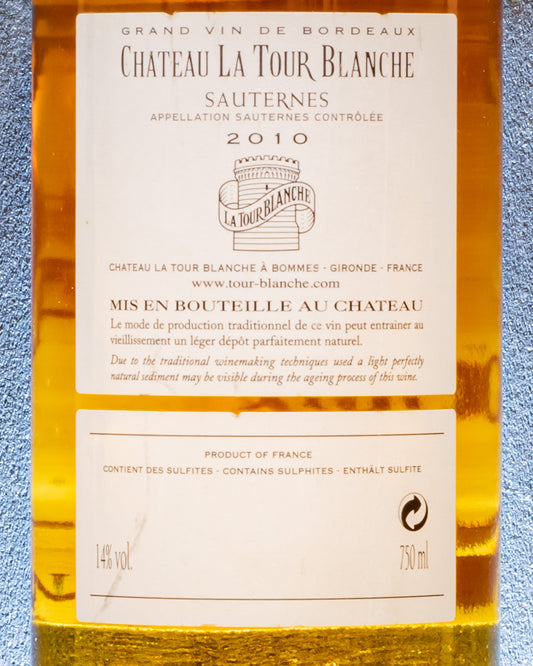 GRAND VIN DE BORDEAUX
CHATEAU LA TOUR BLANCHE
SAUTERNES
APPELLATION SAUTERNES CONTRÔLÉE
2010
LA TOUR BLANCHE
CHATEAU LA TOUR BLANCHE À BOMMES - GIRONDE - FRANCE
www.tour-blanche.com
MIS EN BOUTEILLE AU CHATEAU
Le mode de production traditionnel de ce vin peut entrainer au
vieillissement un léger dépôt parfaitement naturel.
Due to the traditional winemaking techniques used a light perfectly
natural sediment may be visible during the ageing process of this wine.
PRODUCT OF FRANCE
CONTIENT DES SULFITES - CONTAINS SULPHITES - ENTHÄLT SULFITE
14% vol.
750 ml